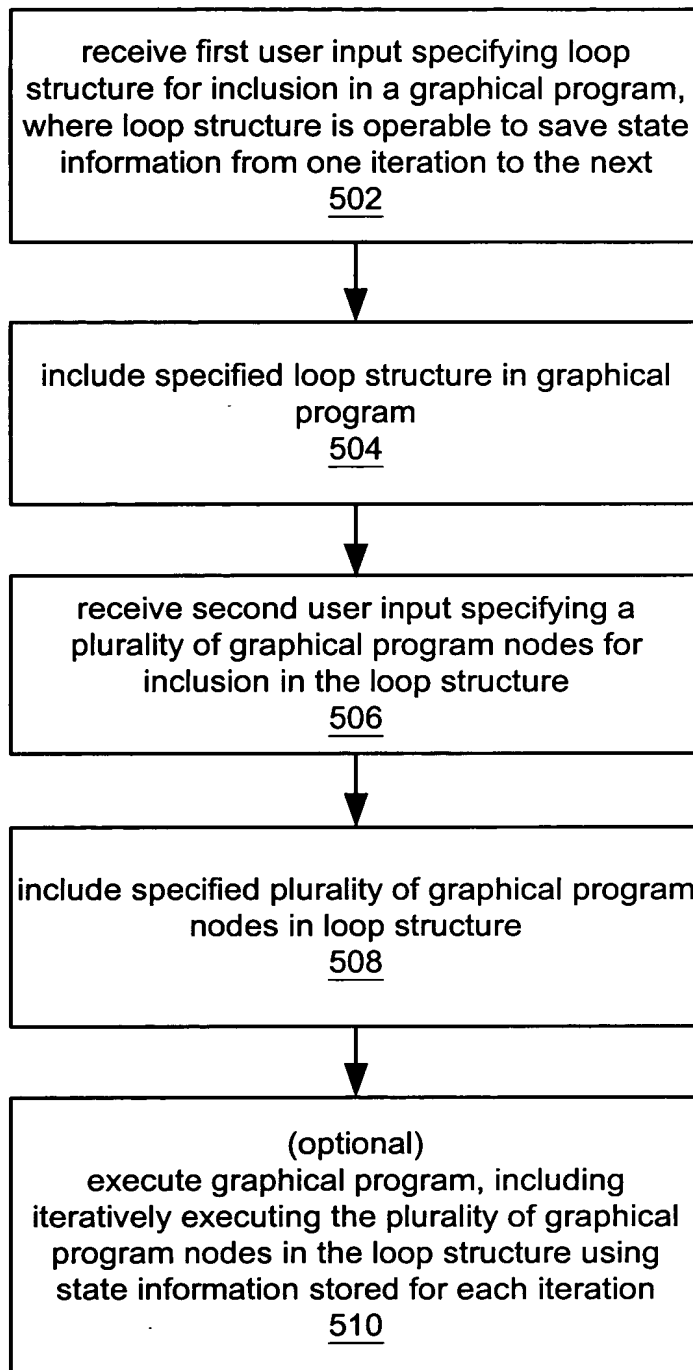 receive first user input specifying loop
structure for inclusion in a graphical program,
where loop structure is operable to save state
information from one iteration to the next
502
include specified loop structure in graphical
program
504
receive second user input specifying a
plurality of graphical program nodes for
inclusion in the loop structure
506
include specified plurality of graphical program
nodes in loop structure
508
(optional)
execute graphical program, including
iteratively executing the plurality of graphical
program nodes in the loop structure using
state information stored for each iteration
510